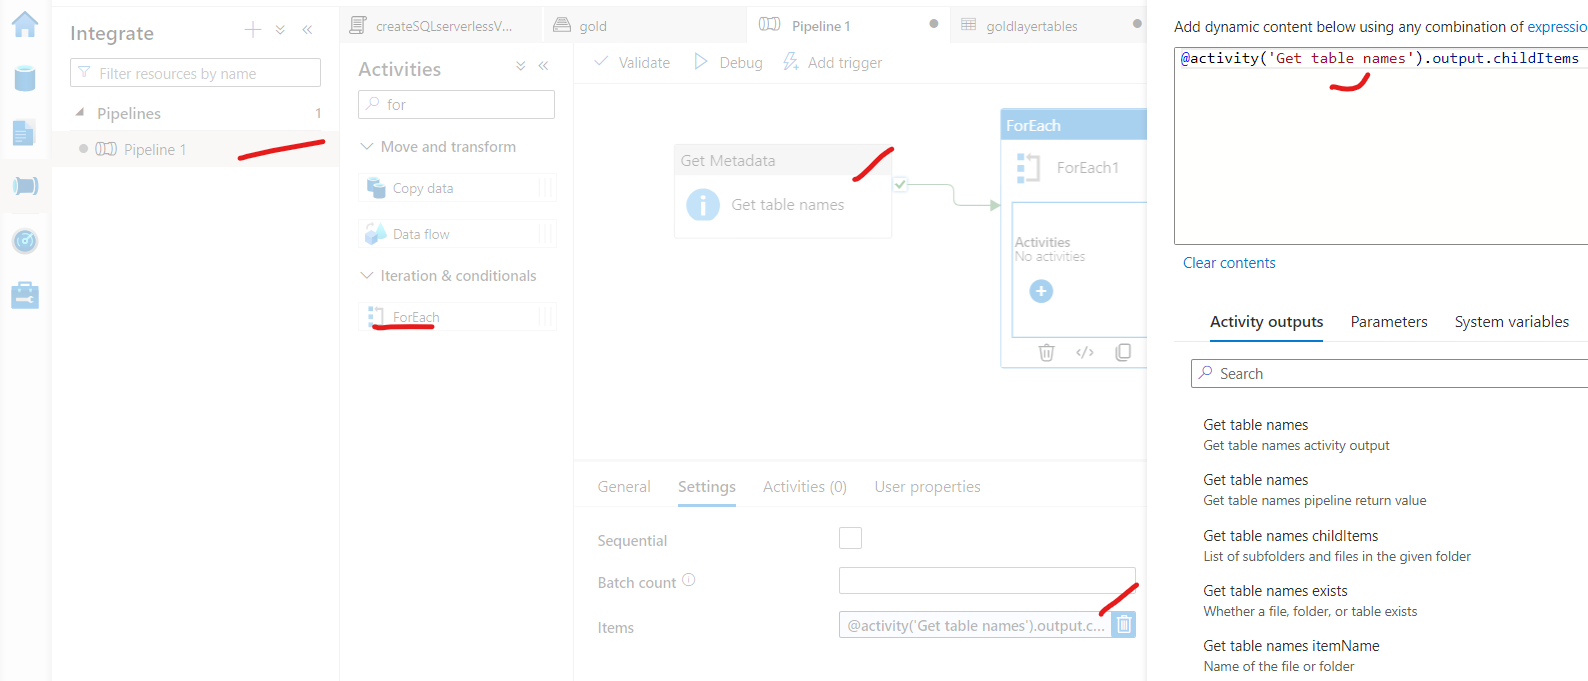 Integrate
Filter resources by name
Pipelines 1
Pipeline 1
createSQLserverlessV...
gold
Pipeline 1
goldlayertables
Activities
for
Move and transform
Copy data
Data flow
Iteration & conditionals
ForEach
Validate
Debug
Add trigger
Get Metadata
Get table names
ForEach
ForEach1
Activities
No activities
General
Settings
Activities (0)
User properties
Sequential
Batch count
Items
@activity('Get table names').output.c...
Add dynamic content below using any combination of expressio
@activity('Get table names').output.childItems
Clear contents
Activity outputs
Parameters
System variables
Search
Get table names
Get table names activity output
Get table names
Get table names pipeline return value
Get table names childItems
List of subfolders and files in the given folder
Get table names exists
Whether a file, folder, or table exists
Get table names itemName
Name of the file or folder